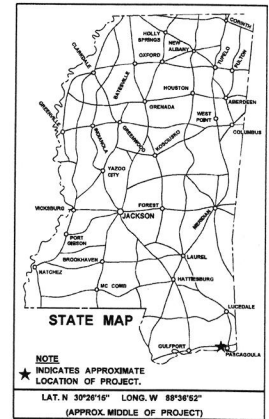 CORINTH
HOLLY
SPRINGS
NEW
ALBANY
OXFORD
CLARKSDALE
BATESVILLE
TUPELO
FULTON
HOUSTON
GREENVILLE
GRENADA
ABERDEEN
WEST
POINT
COLUMBUS
INDIANOLA
GREENWOOD
KOSCIUSKO
YAZOO
CITY
VICKSBURG
FOREST
JACKSON
MERIDIAN
PORT
GIBSON
BROOKHAVEN
LAUREL
NATCHEZ
HATTIESBURG
MC COMB
LUCEDALE
STATE MAP
GULFPORT
PASCAGOULA
NOTE
INDICATES APPROXIMATE
LOCATION OF PROJECT.
LAT. N 30°26'15" LONG. W 88°36'52"
(APPROX. MIDDLE OF PROJECT)